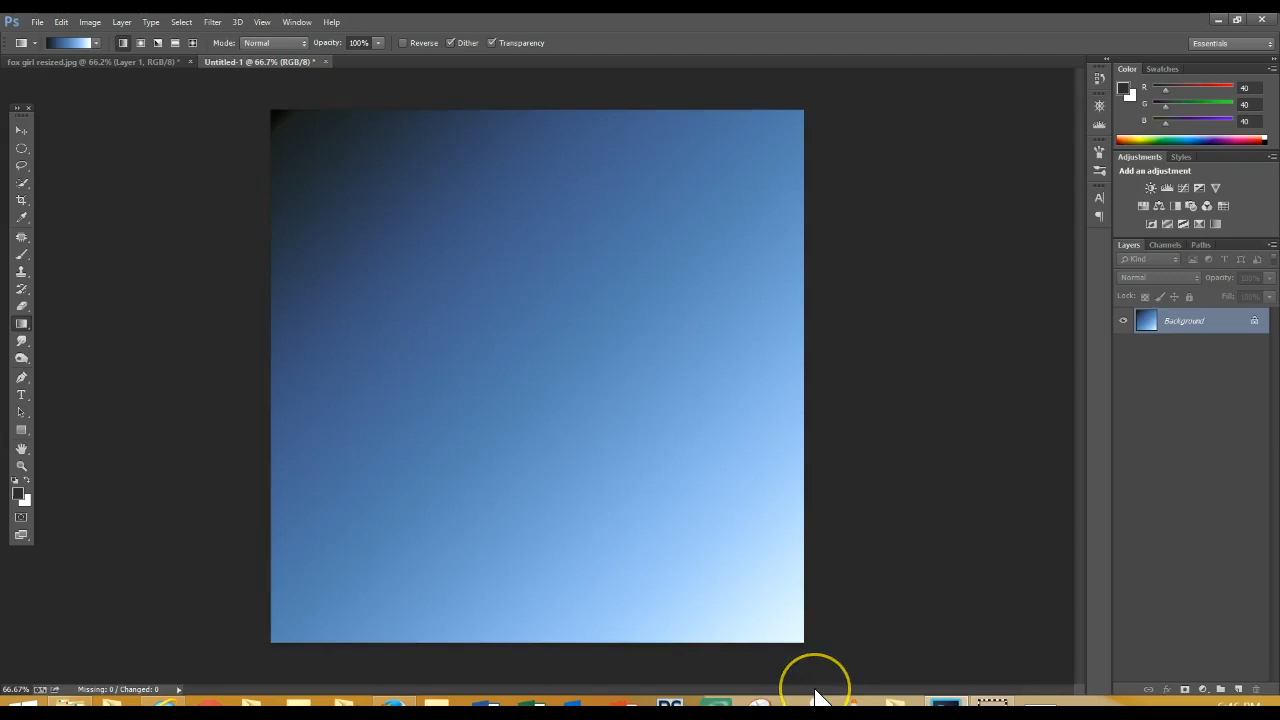 Ps File Edit Image Layer Type Select Filter 3D View Window Help
Mode: Normal Opacity: 100% Reverse Dither Transparency Essentials
fox girl resized.jpg @ 66.2% (Layer 1, RGB/8) * × Untitled-1 @ 66.7% (RGB/8) * ×
Color Swatches
R 40
G 40
B 40
Adjustments Styles
Add an adjustment
Layers Channels Paths
Kind
Normal Opacity: 100%
Lock: Fill: 100%
Background
66.67% Missing: 0 / Changed: 0